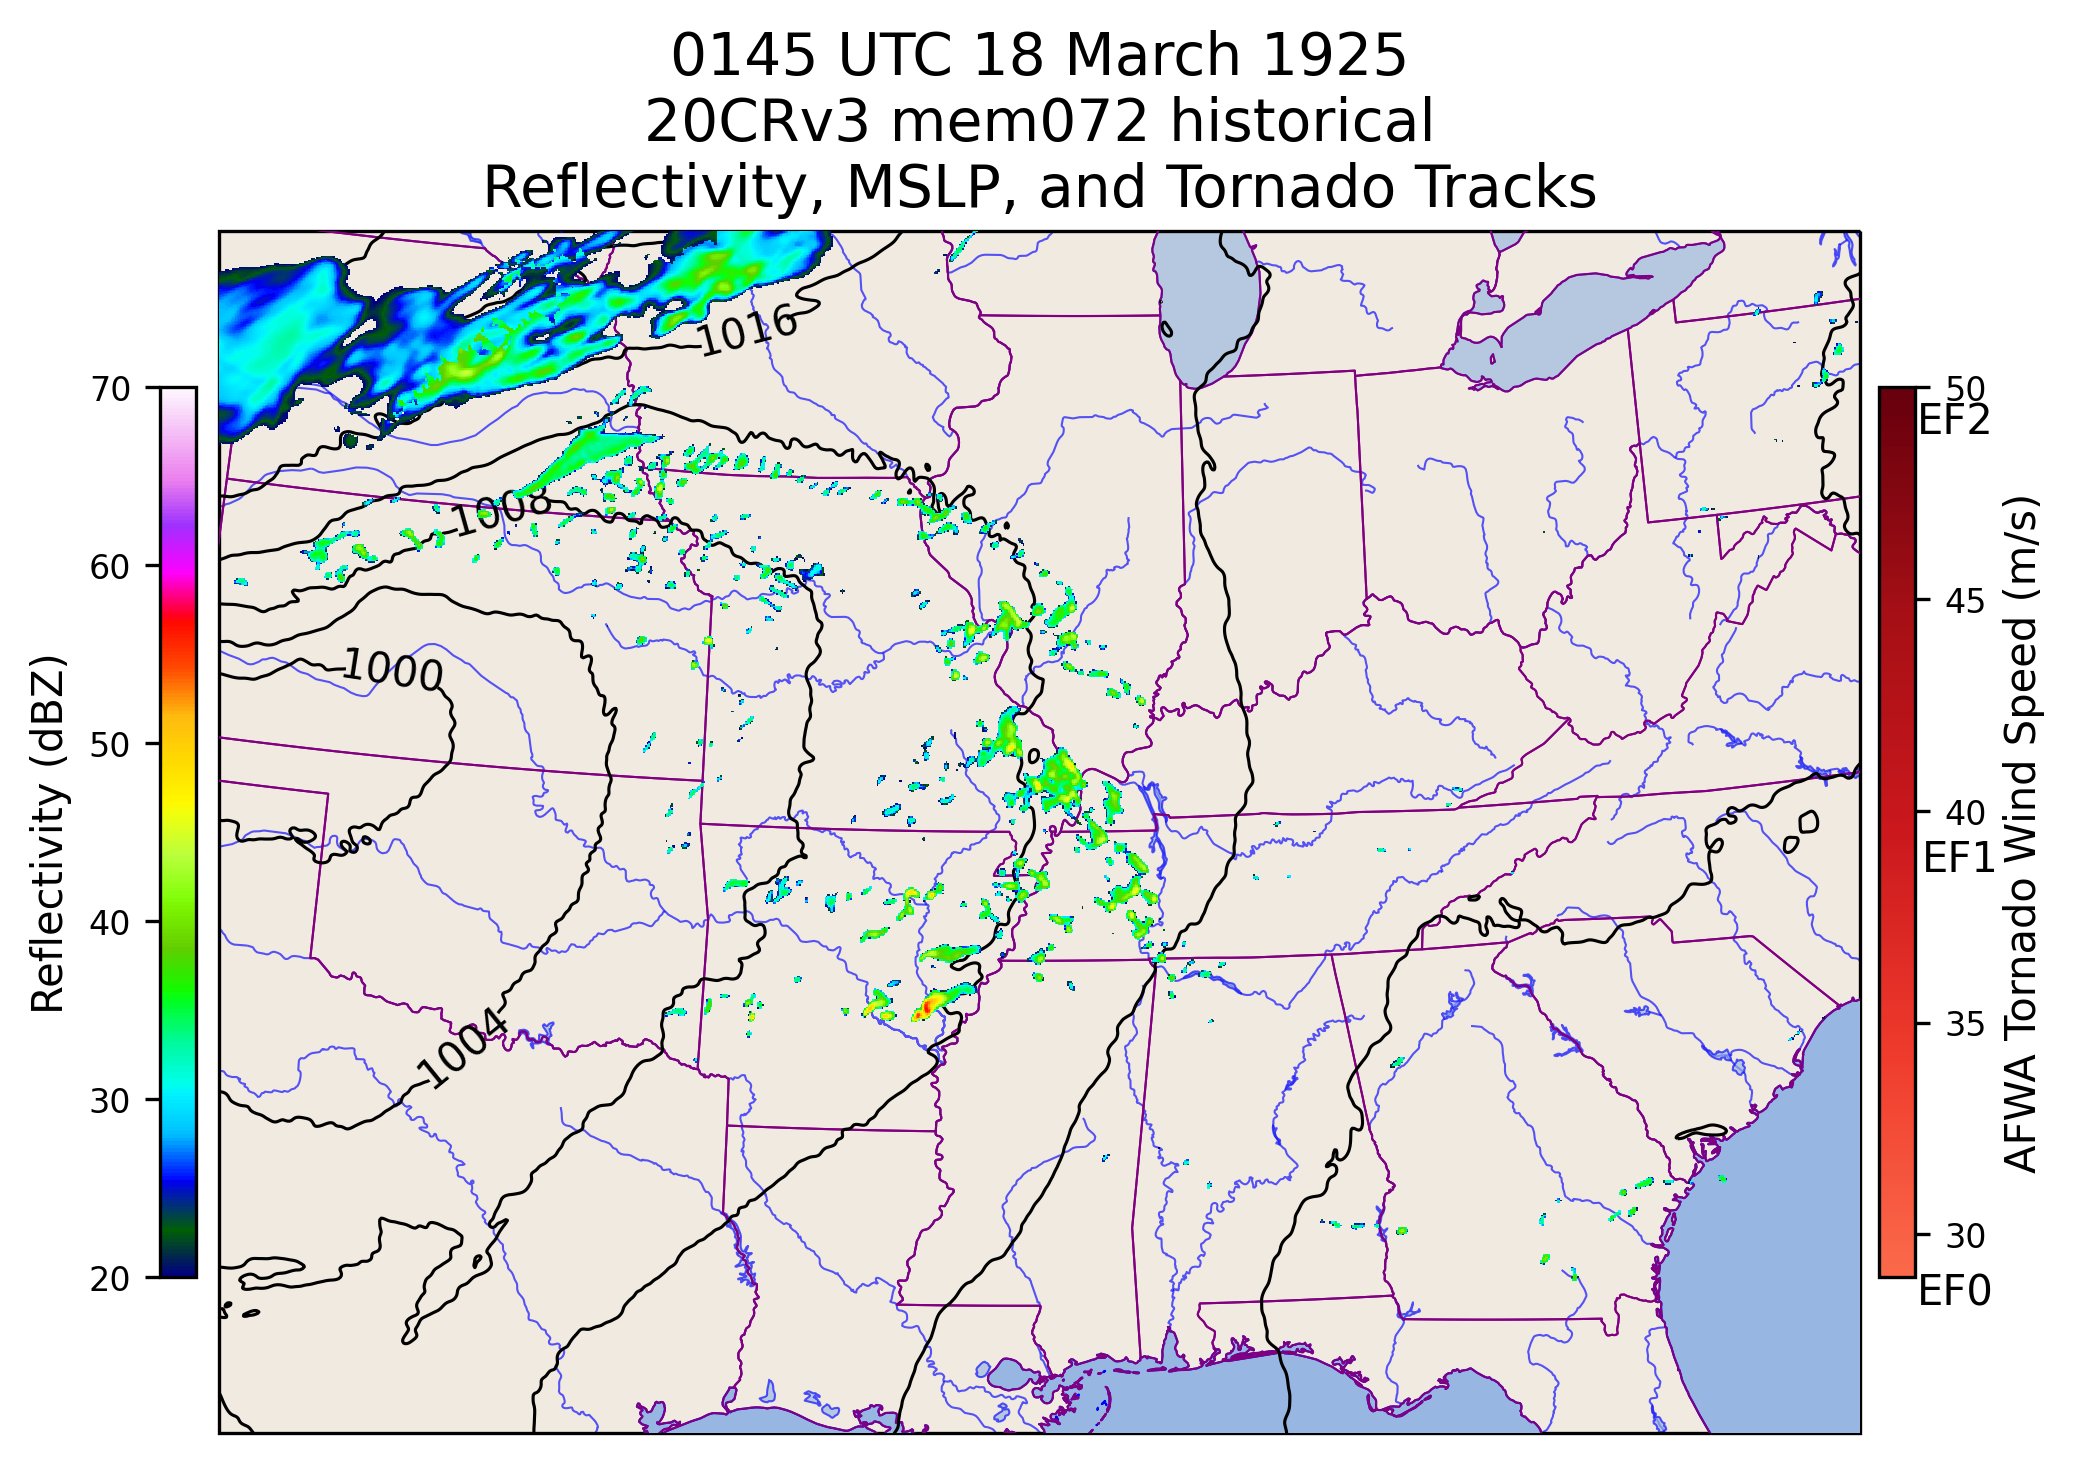 0145 UTC 18 March 1925
20CRv3 mem072 historical
Reflectivity, MSLP, and Tornado Tracks
1016
1008
1000
1004
70
60
50
40
30
20
Reflectivity (dBZ)
50
EF2
45
40
EF1
35
30
EF0
AFWA Tornado Wind Speed (m/s)